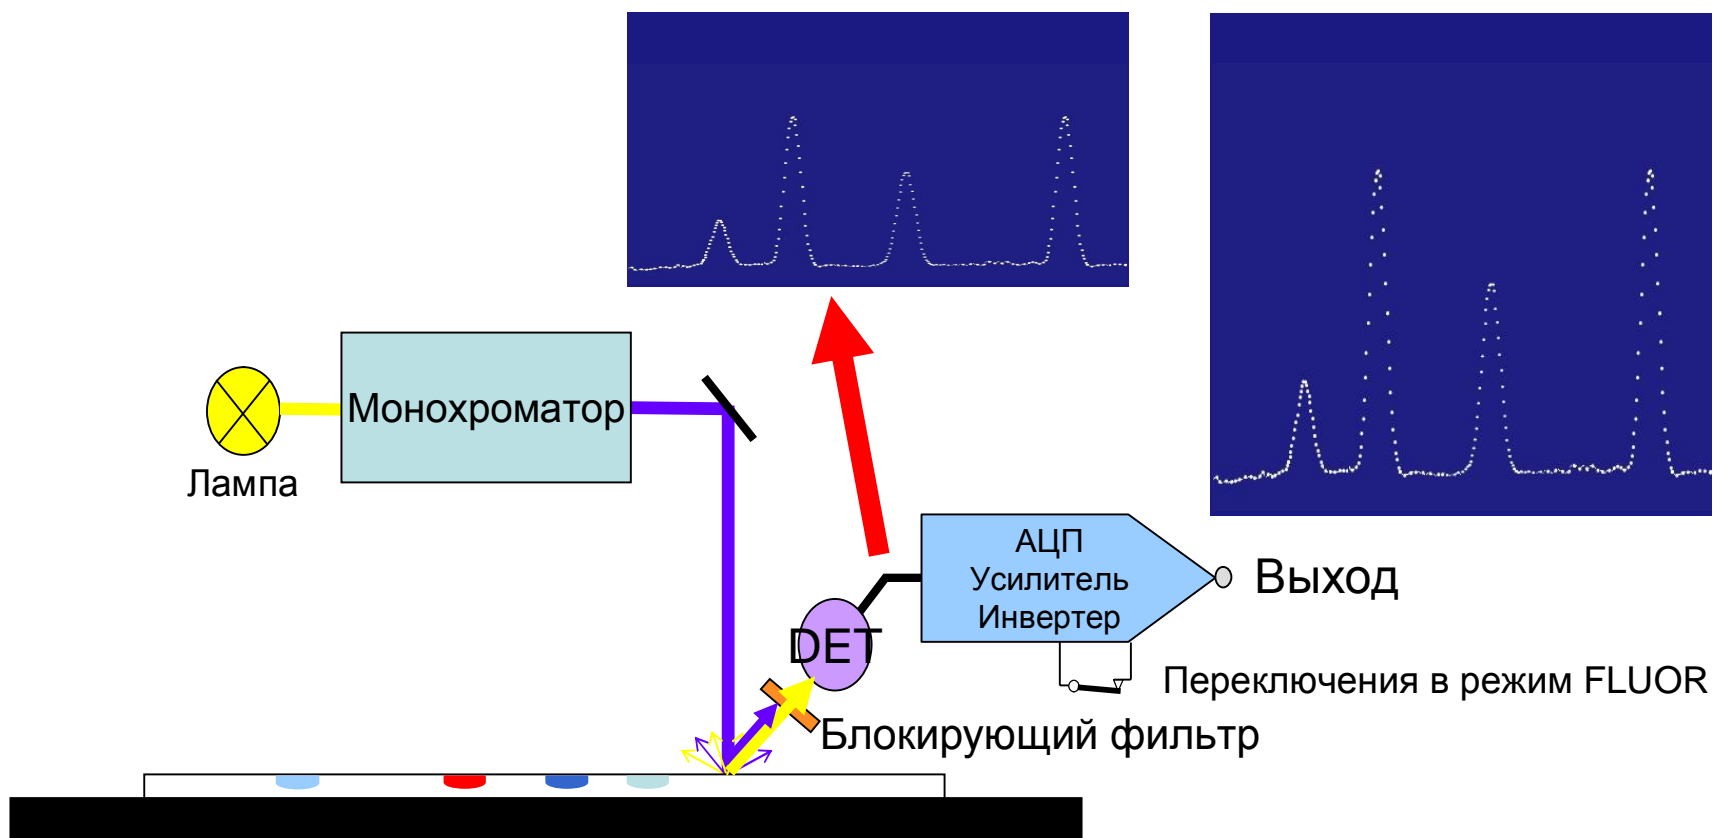 Монохроматор
Лампа
АЦП
Усилитель
Инвертер
Выход
DET
Переключения в режим FLUOR
Блокирующий фильтр